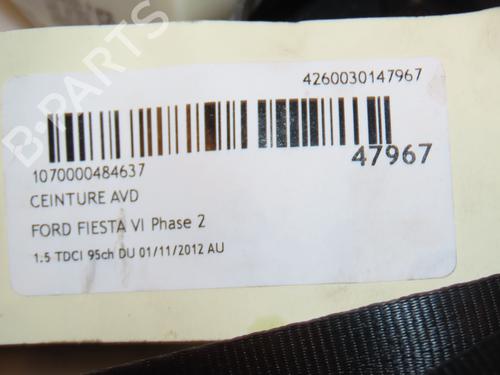 4260030147967
47967
1070000484637
CEINTURE AVD
FORD FIESTA VI Phase 2
1.5 TDCI 95ch DU 01/11/2012 AU
B-PARTS